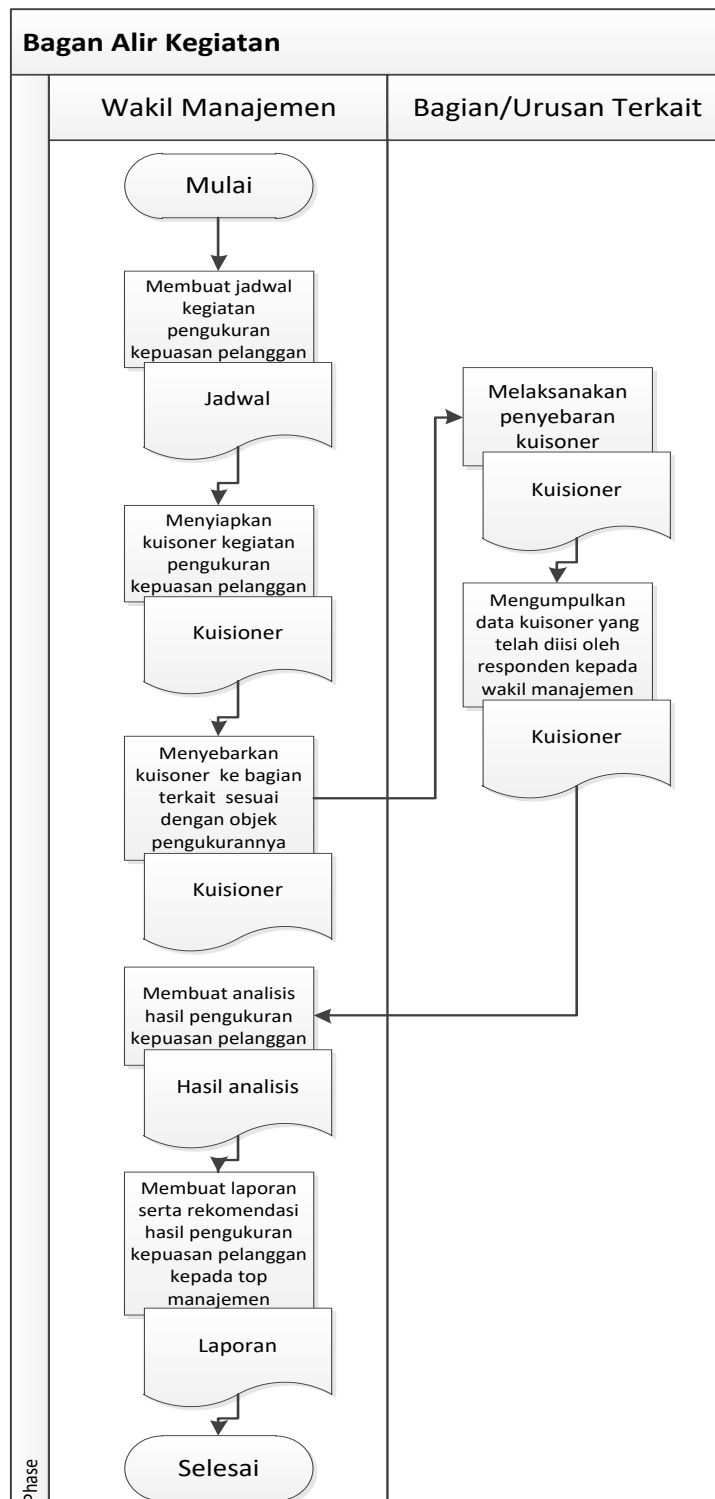 Bagan Alir Kegiatan
Wakil Manajemen
Bagian/Urusan Terkait
Mulai
Membuat jadwal
kegiatan
pengukuran
kepuasan pelanggan
Jadwal
Menyiapkan
kuisoner kegiatan
pengukuran
kepuasan pelanggan
Kuisioner
Menyebarkan
kuisoner ke bagian
terkait sesuai
dengan objek
pengukurannya
Kuisioner
Melaksanakan
penyebaran
kuisoner
Kuisioner
Mengumpulkan
data kuisoner yang
telah diisi oleh
responden kepada
wakil manajemen
Kuisioner
Membuat analisis
hasil pengukuran
kepuasan pelanggan
Hasil analisis
Membuat laporan
serta rekomendasi
hasil pengukuran
kepuasan pelanggan
kepada top
manajemen
Laporan
Selesai
Phase